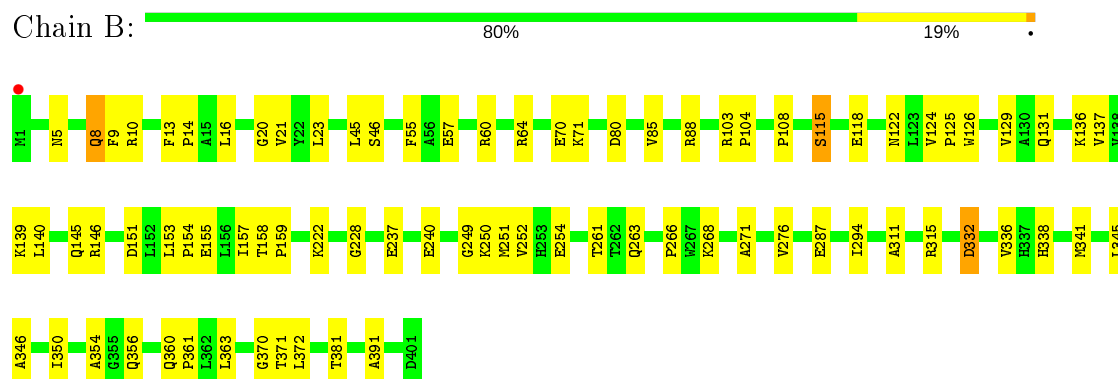 Chain B:
80% 19% •
M1 N5 Q8 F9 R10 F13 P14 A15 L16 G20 V21 Y22 L23 L45 S46 F55 A56 E57 R60 R64 E70 K71 D80 V85 R88 R103 P104 P108 S115 E118 N122 L123 V124 P125 W126 V129 A130 Q131 K136 V137 V138
K139 L140 Q145 R146 D151 L152 L153 P154 E155 L156 I157 T158 P159 K222 G228 E237 E240 G249 K250 M251 V252 H253 E254 T261 T262 Q263 P266 W267 K268 A271 V276 E287 I294 A311 R315 D332 V336 H337 H338 M341 L345
A346 I350 A354 G355 Q356 Q360 P361 L362 L363 G370 T371 L372 T381 A391 D401